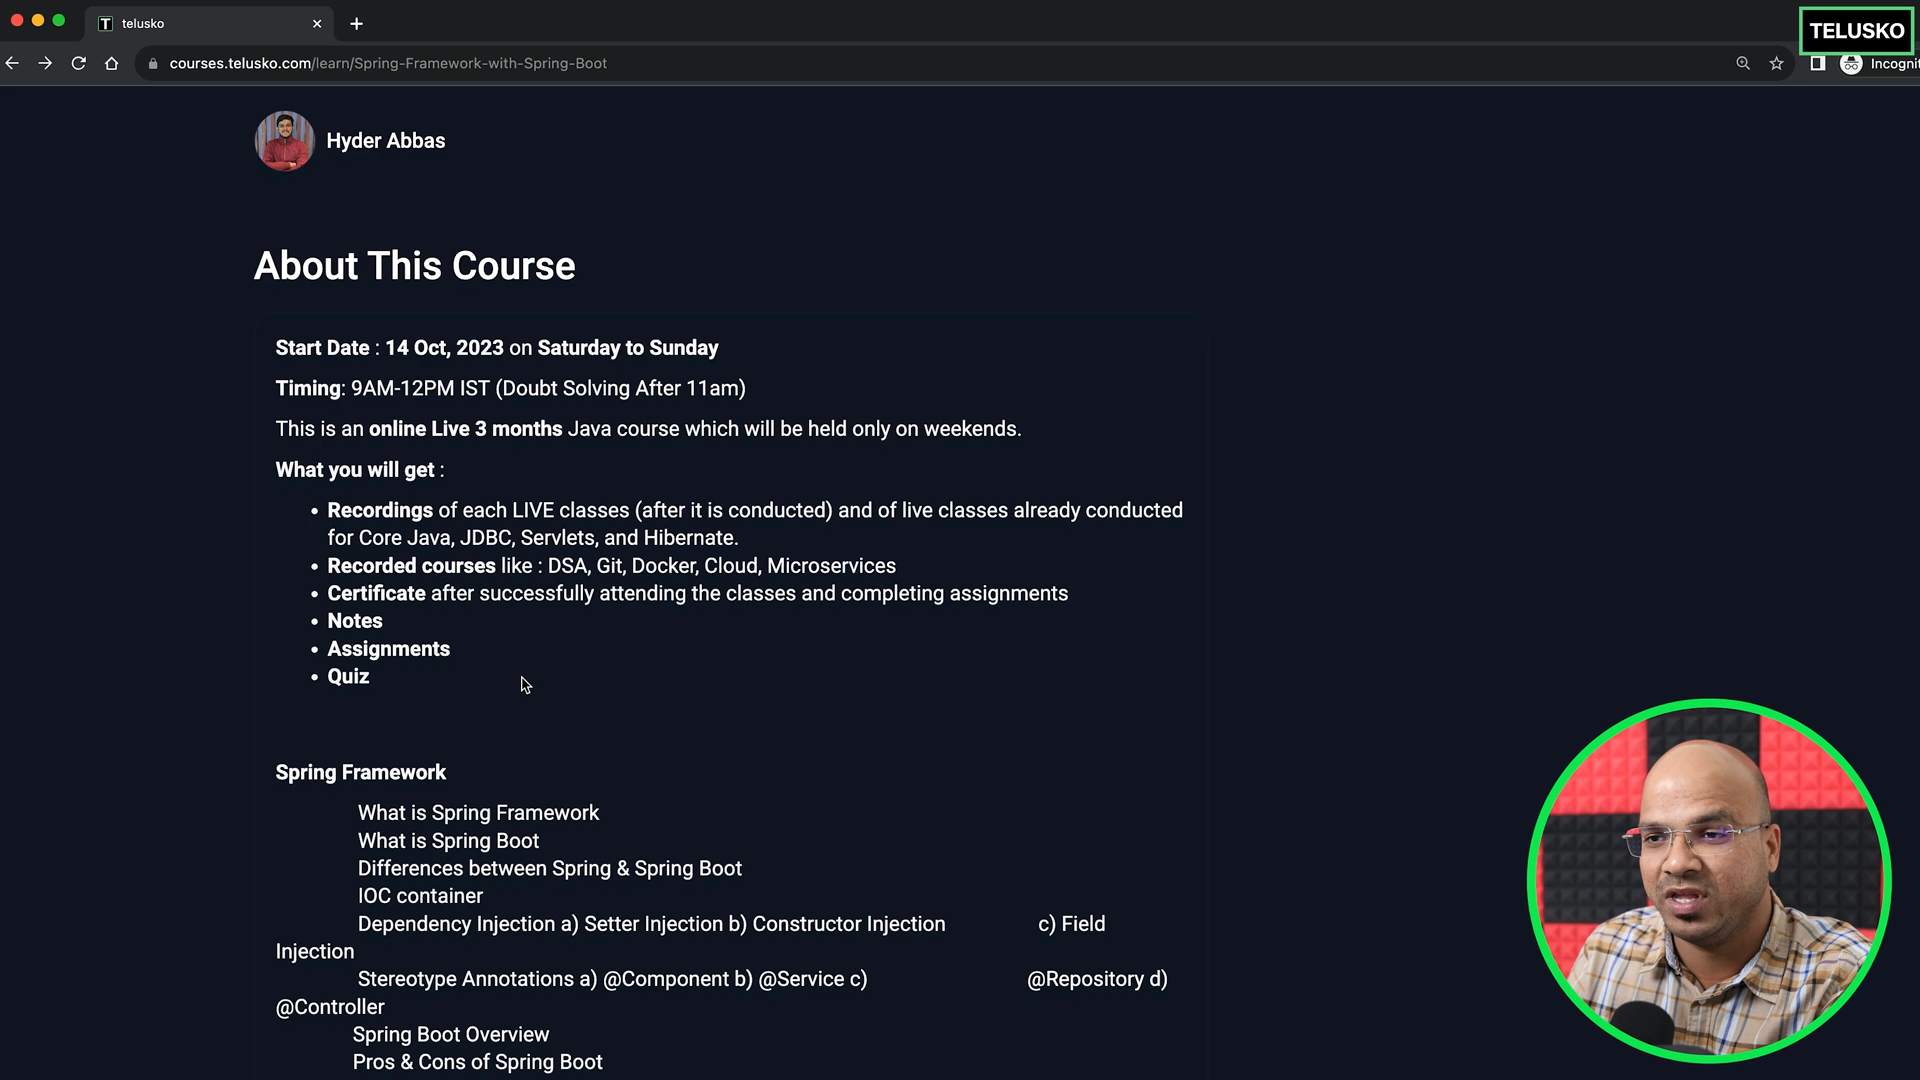 T telusko
TELUSKO
courses.telusko.com/learn/Spring-Framework-with-Spring-Boot
Incognit
Hyder Abbas
About This Course
Start Date : 14 Oct, 2023 on Saturday to Sunday
Timing: 9AM-12PM IST (Doubt Solving After 11am)
This is an online Live 3 months Java course which will be held only on weekends.
What you will get :
• Recordings of each LIVE classes (after it is conducted) and of live classes already conducted
for Core Java, JDBC, Servlets, and Hibernate.
• Recorded courses like : DSA, Git, Docker, Cloud, Microservices
• Certificate after successfully attending the classes and completing assignments
• Notes
• Assignments
• Quiz
Spring Framework
What is Spring Framework
What is Spring Boot
Differences between Spring & Spring Boot
IOC container
Dependency Injection a) Setter Injection b) Constructor Injection c) Field
Injection
Stereotype Annotations a) @Component b) @Service c) @Repository d)
@Controller
Spring Boot Overview
Pros & Cons of Spring Boot